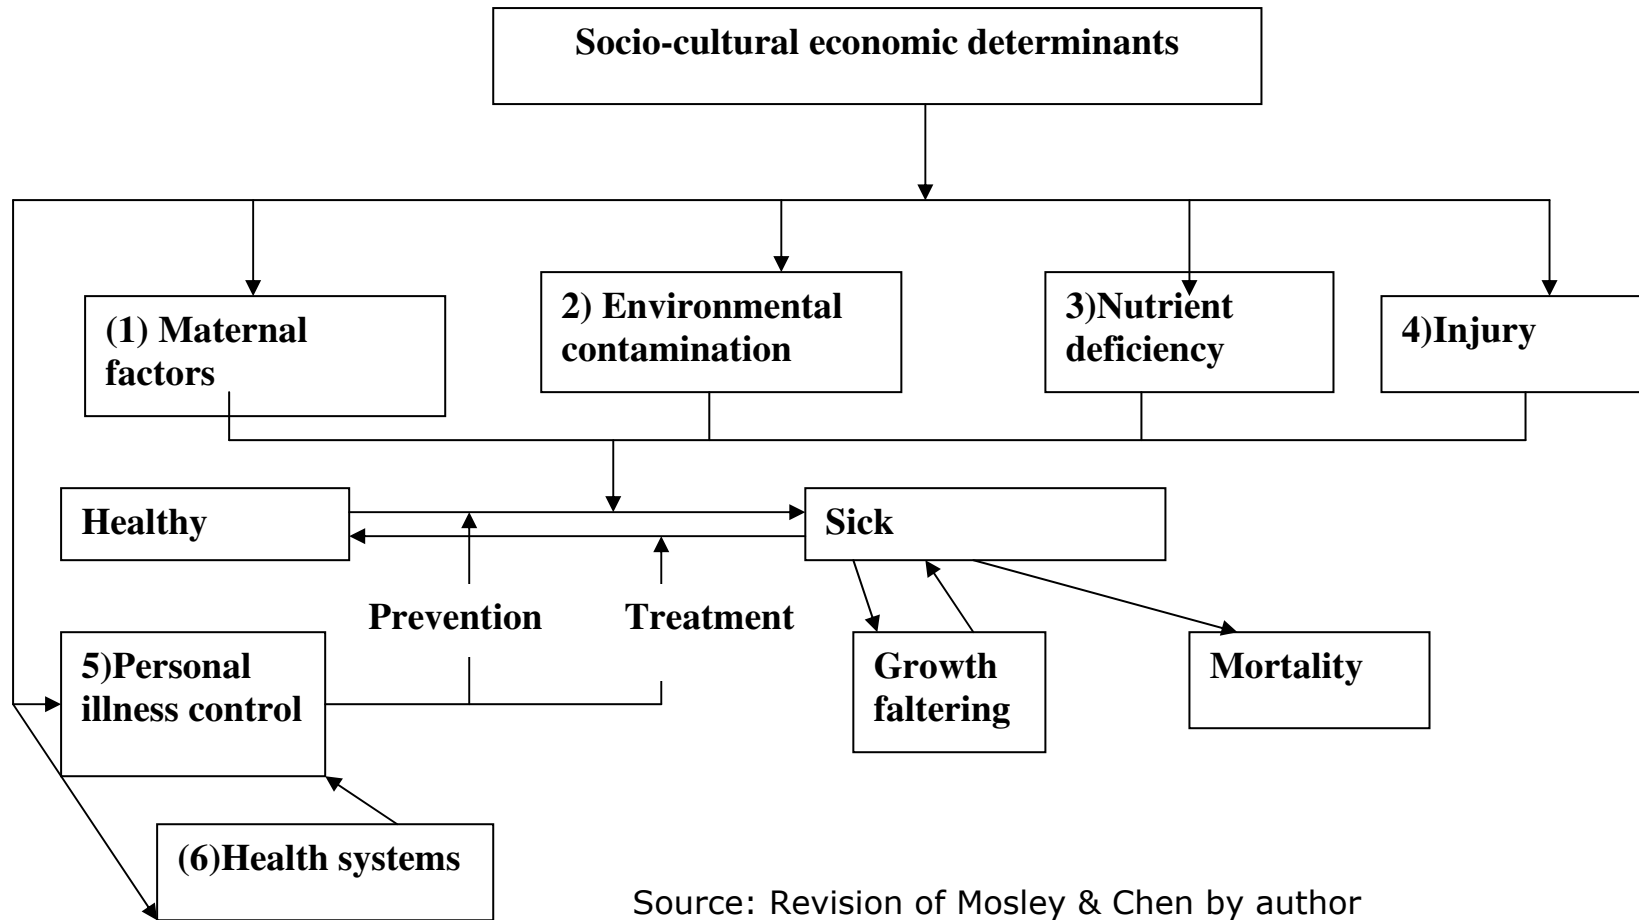 Socio-cultural economic determinants
(1) Maternal
factors
2) Environmental
contamination
3)Nutrient
deficiency
4)Injury
Healthy
Sick
Prevention
Treatment
5)Personal
illness control
Growth
faltering
Mortality
(6)Health systems
Source: Revision of Mosley & Chen by author